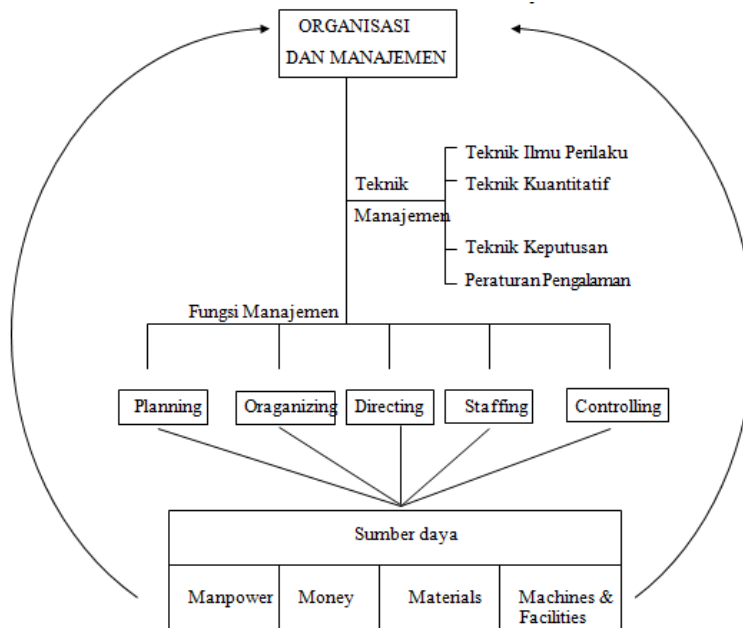 ORGANISASI
DAN MANAJEMEN
Teknik Ilmu Perilaku
Teknik
Teknik Kuantitatif
Manajemen
Teknik Keputusan
Peraturan Pengalaman
Fungsi Manajemen
Planning
Oraganizing
Directing
Staffing
Controlling
Sumber daya
Manpower
Money
Materials
Machines &
Facilities